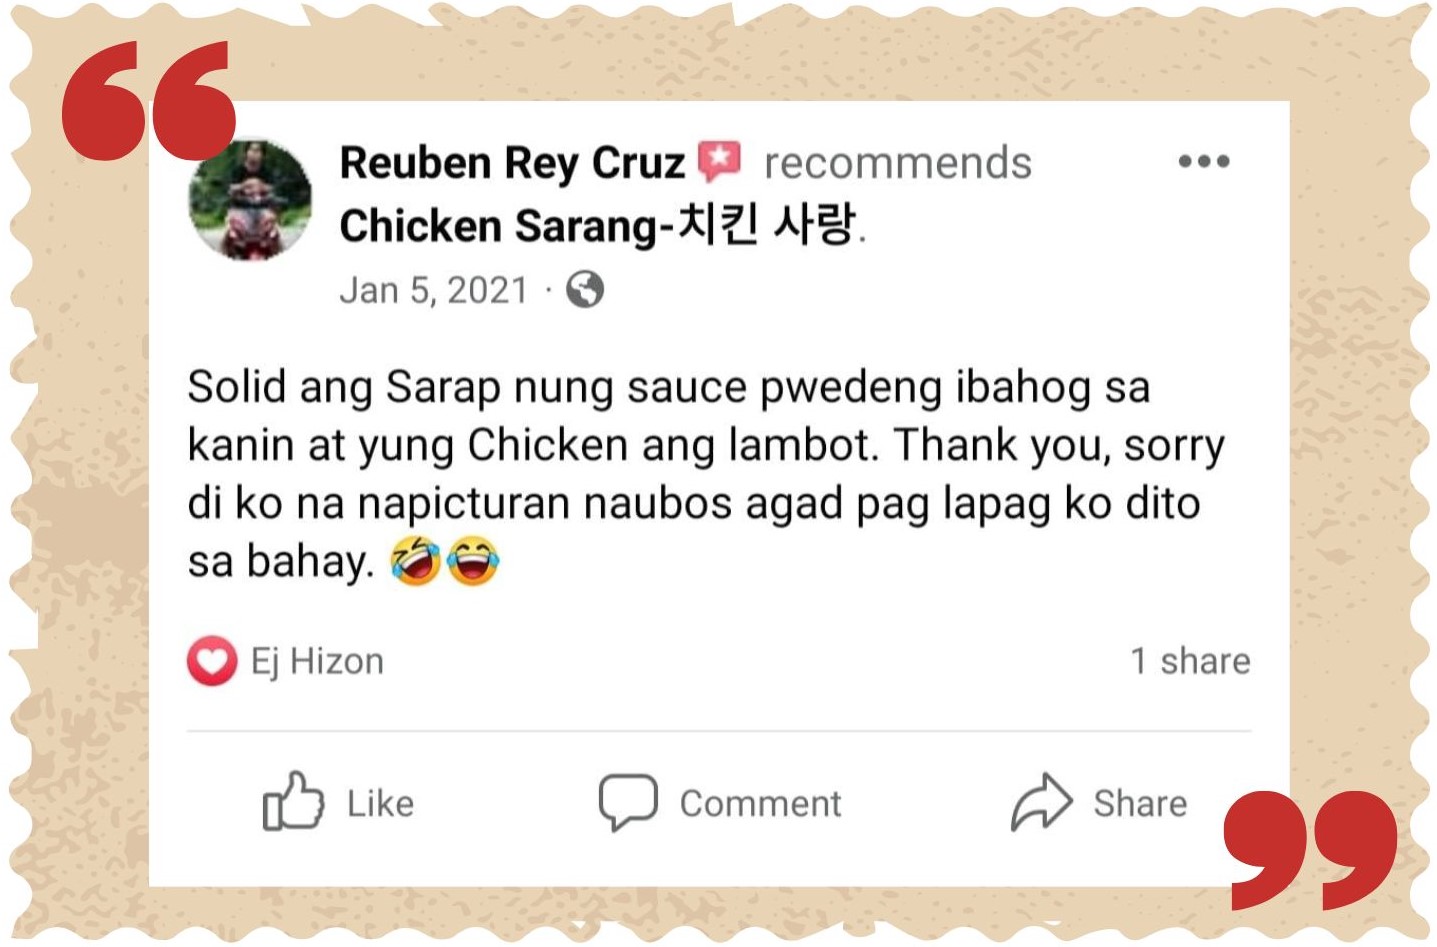 “
Reuben Rey Cruz recommends
Chicken Sarang-치킨 사랑.
Jan 5, 2021 ·
Solid ang Sarap nung sauce pwedeng ibahog sa
kanin at yung Chicken ang lambot. Thank you, sorry
di ko na napicturan naubos agad pag lapag ko dito
sa bahay. 🤣😂
Ej Hizon 1 share
Like Comment Share
”